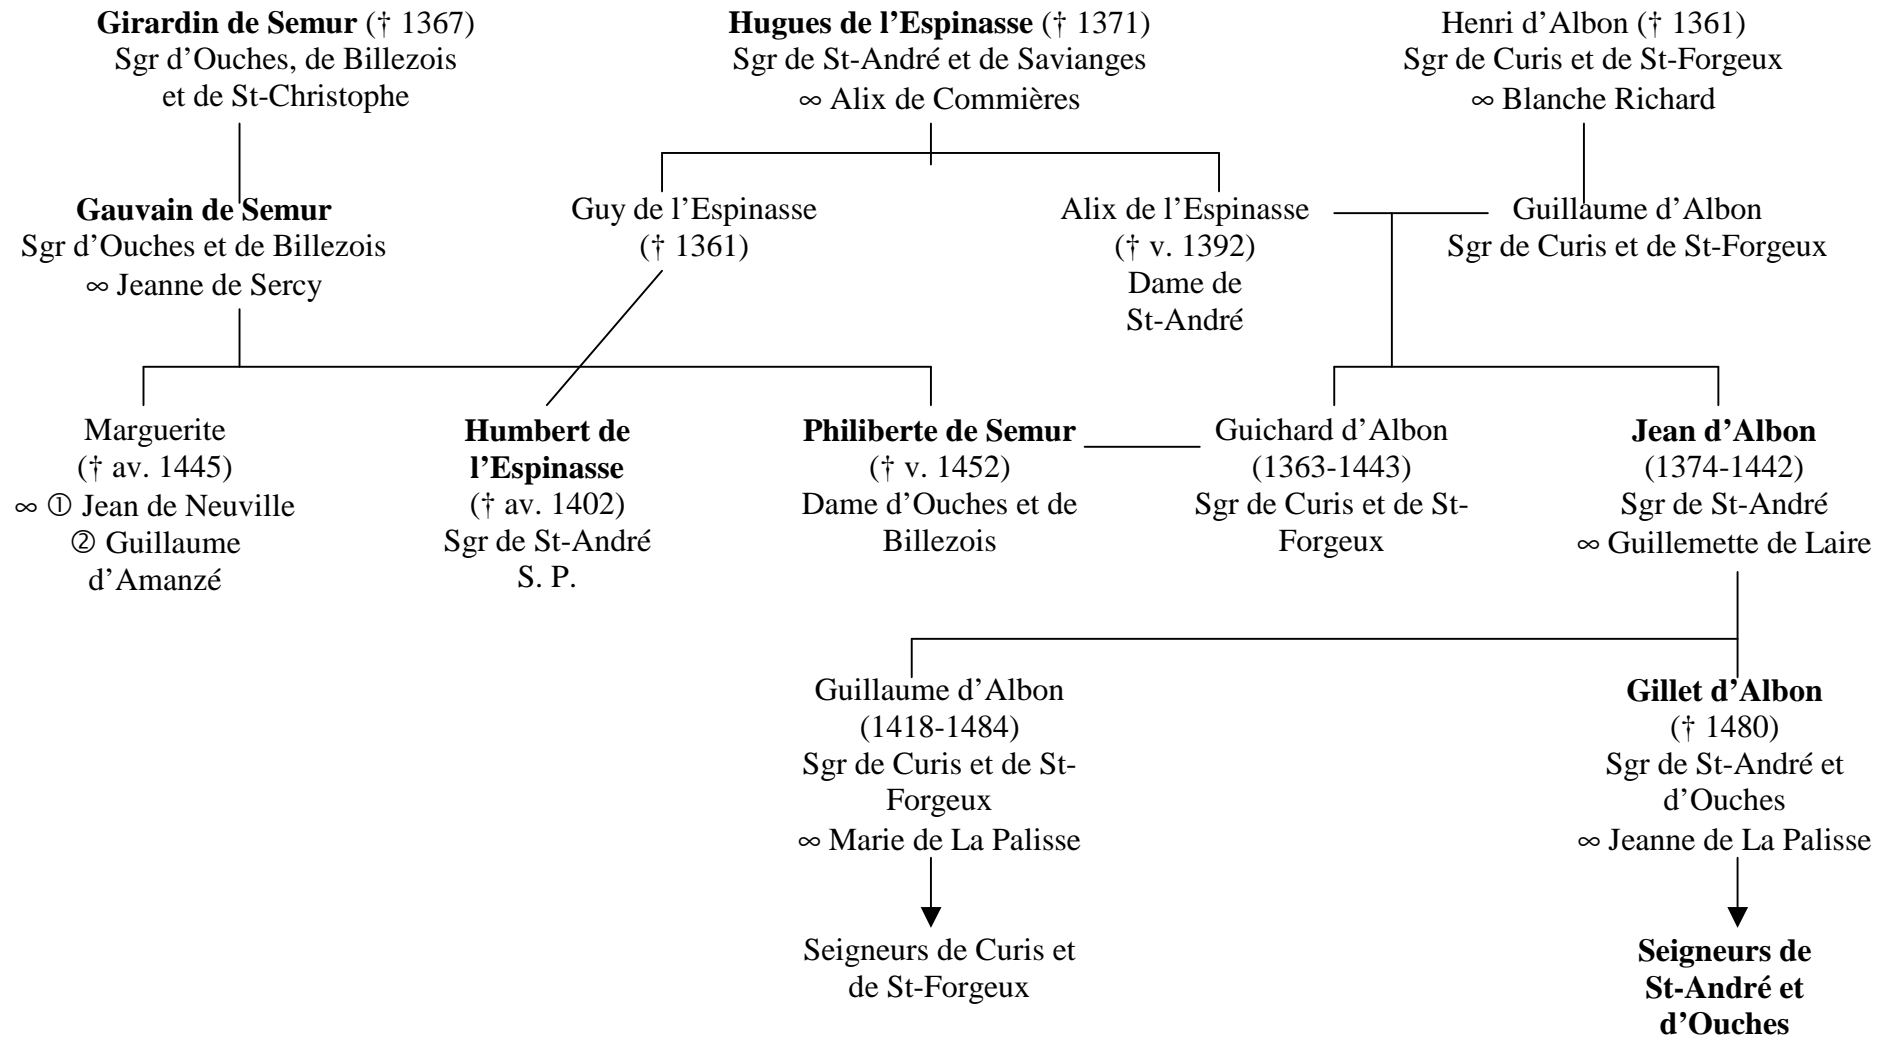 Girardin de Semur († 1367)
Sgr d’Ouches, de Billezois
et de St-Christophe
Hugues de l’Espinasse († 1371)
Sgr de St-André et de Savianges
∞ Alix de Commières
Henri d’Albon († 1361)
Sgr de Curis et de St-Forgeux
∞ Blanche Richard
Gauvain de Semur
Sgr d’Ouches et de Billezois
∞ Jeanne de Sercy
Guy de l’Espinasse
(† 1361)
Alix de l’Espinasse
(† v. 1392)
Dame de
St-André
Guillaume d’Albon
Sgr de Curis et de St-Forgeux
Marguerite
(† av. 1445)
∞ ① Jean de Neuville
② Guillaume
d’Amanzé
Humbert de
l’Espinasse
(† av. 1402)
Sgr de St-André
S. P.
Philiberte de Semur
(† v. 1452)
Dame d’Ouches et de
Billezois
Guichard d’Albon
(1363-1443)
Sgr de Curis et de St-
Forgeux
Jean d’Albon
(1374-1442)
Sgr de St-André
∞ Guillemette de Laire
Guillaume d’Albon
(1418-1484)
Sgr de Curis et de St-
Forgeux
∞ Marie de La Palisse
Gillet d’Albon
(† 1480)
Sgr de St-André et
d’Ouches
∞ Jeanne de La Palisse
Seigneurs de Curis et
de St-Forgeux
Seigneurs de
St-André et
d’Ouches